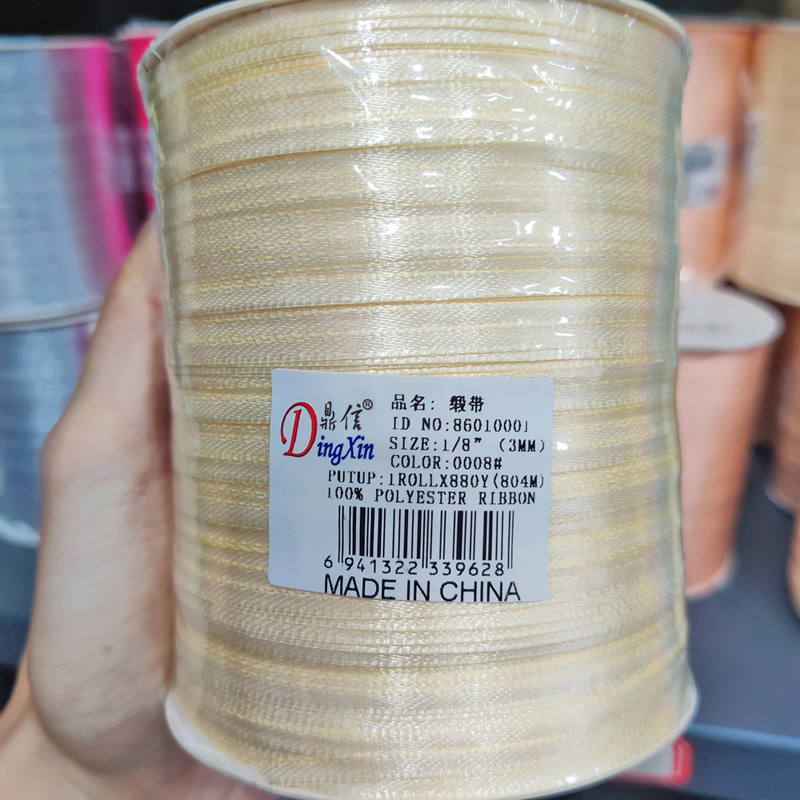 鼎信®
DingXin
品名: 缎带
ID NO:86010001
SIZE:1/8” (3MM)
COLOR:0008#
PUTUP:1ROLLX880Y(804M)
100% POLYESTER RIBBON
6 941322 339628
MADE IN CHINA